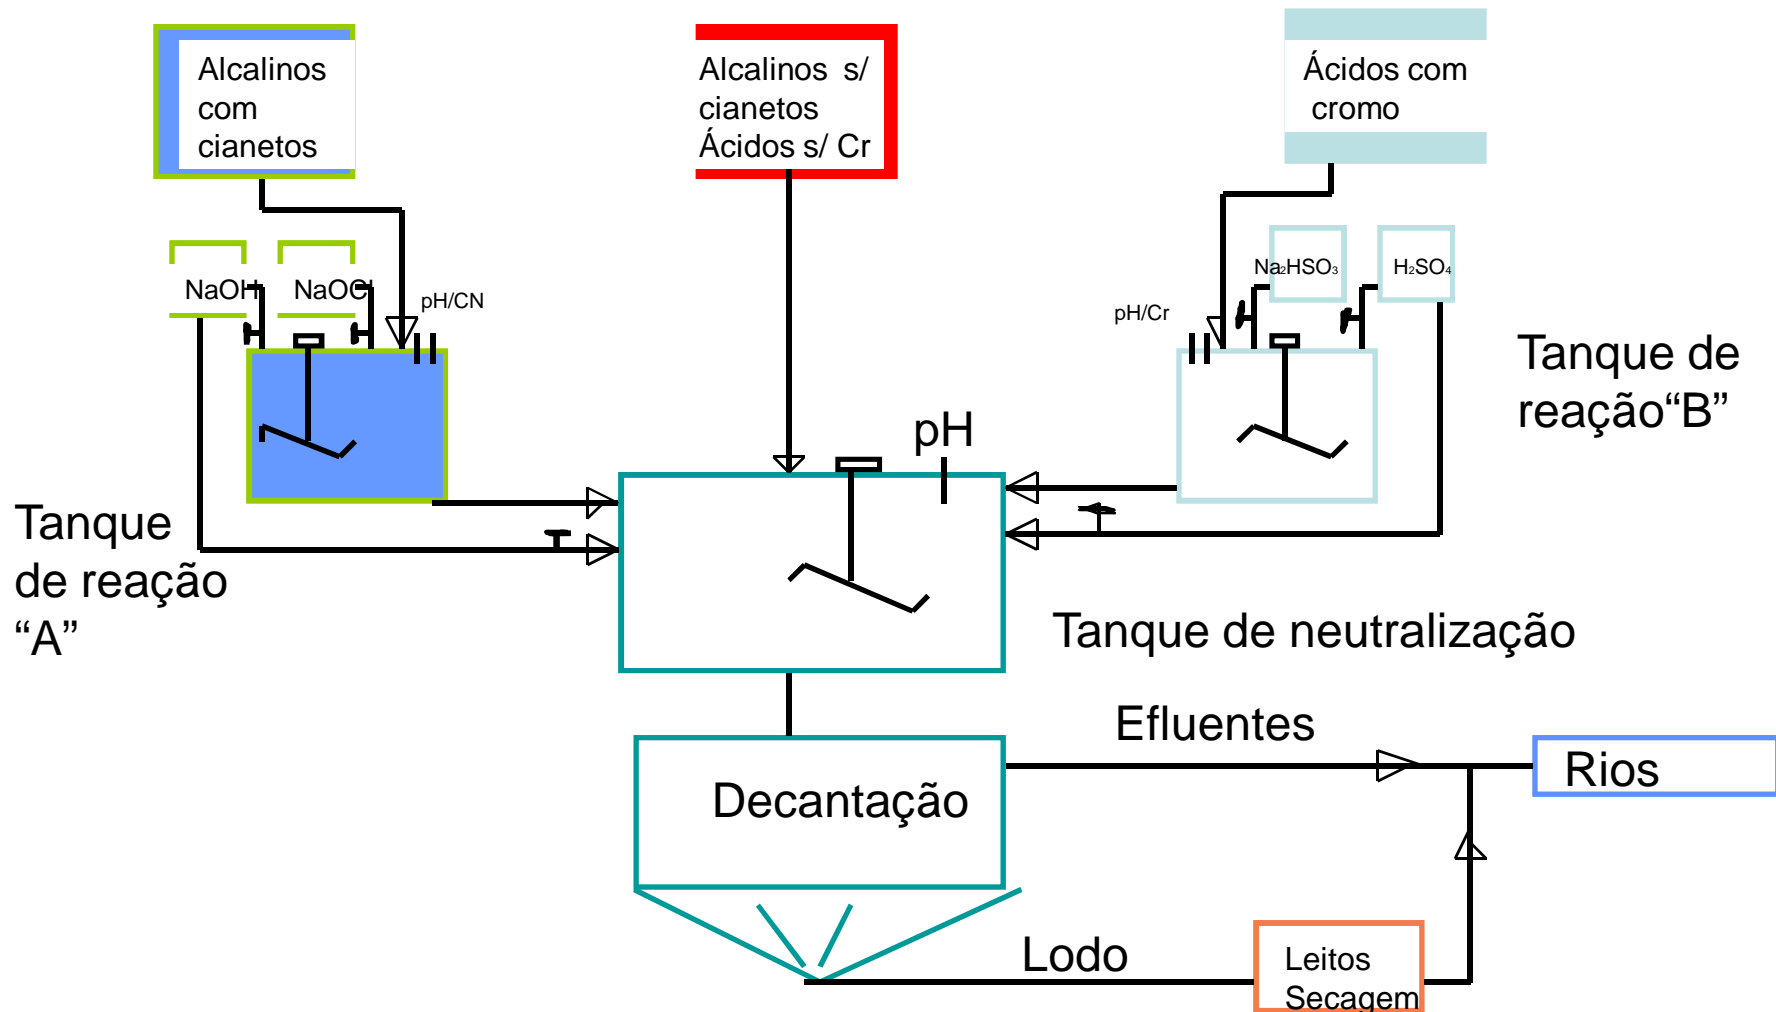 Alcalinos
com
cianetos
Alcalinos s/
cianetos
Ácidos s/ Cr
Ácidos com
cromo
NaOH
NaOCl
pH/CN
pH/Cr
Na₂HSO₃
H₂SO₄
Tanque de
reação“B”
pH
Tanque
de reação
“A”
Tanque de neutralização
Efluentes
Rios
Decantação
Lodo
Leitos
Secagem